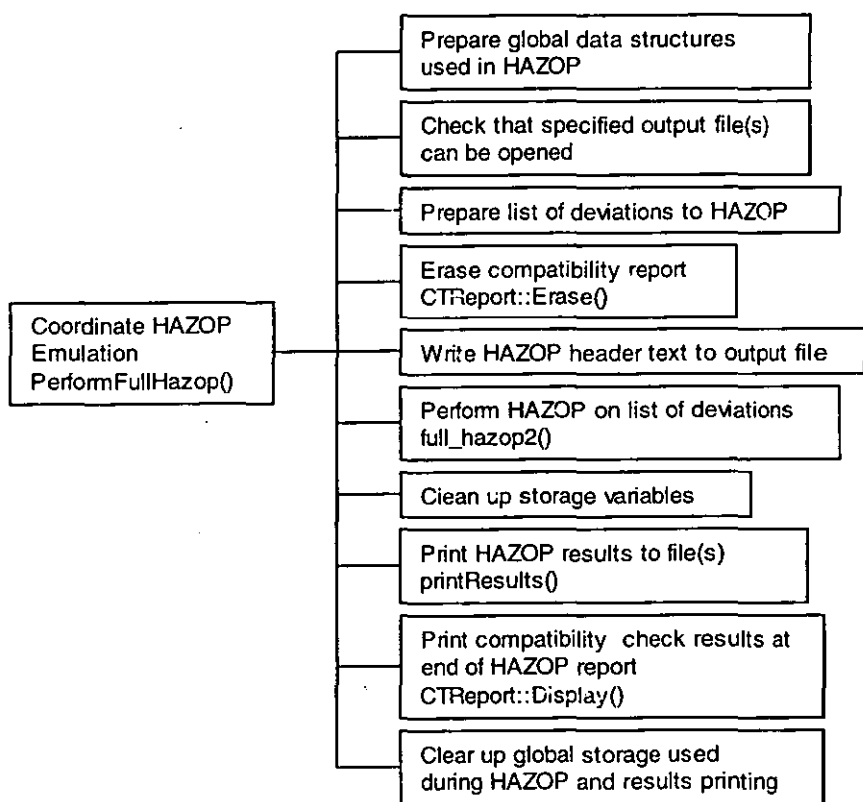 Prepare global data structures
used in HAZOP
Check that specified output file(s)
can be opened
Prepare list of deviations to HAZOP
Erase compatibility report
CTReport::Erase()
Coordinate HAZOP
Emulation
PerformFullHazop()
Write HAZOP header text to output file
Perform HAZOP on list of deviations
full_hazop2()
Clean up storage variables
Print HAZOP results to file(s)
printResults()
Print compatibility check results at
end of HAZOP report
CTReport::Display()
Clear up global storage used
during HAZOP and results printing